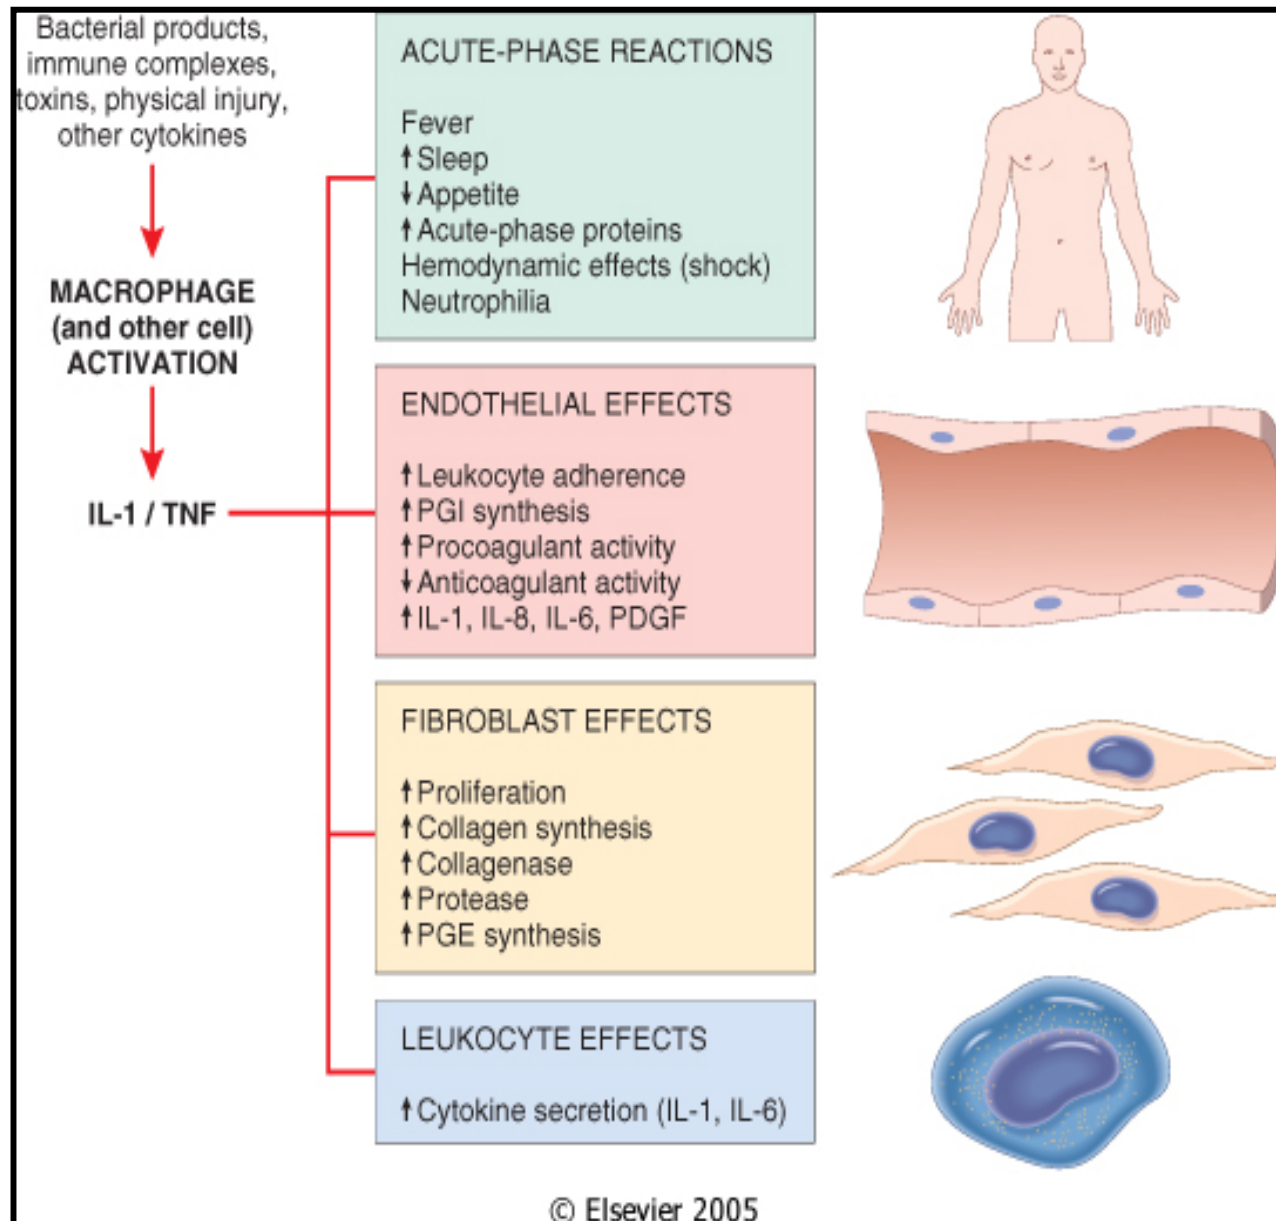 Bacterial products,
immune complexes,
toxins, physical injury,
other cytokines
MACROPHAGE
(and other cell)
ACTIVATION
IL-1 / TNF
ACUTE-PHASE REACTIONS
Fever
↑Sleep
↓Appetite
↑Acute-phase proteins
Hemodynamic effects (shock)
Neutrophilia
ENDOTHELIAL EFFECTS
↑Leukocyte adherence
↑PGI synthesis
↑Procoagulant activity
↓Anticoagulant activity
↑IL-1, IL-8, IL-6, PDGF
FIBROBLAST EFFECTS
↑Proliferation
↑Collagen synthesis
↑Collagenase
↑Protease
↑PGE synthesis
LEUKOCYTE EFFECTS
↑Cytokine secretion (IL-1, IL-6)
© Elsevier 2005